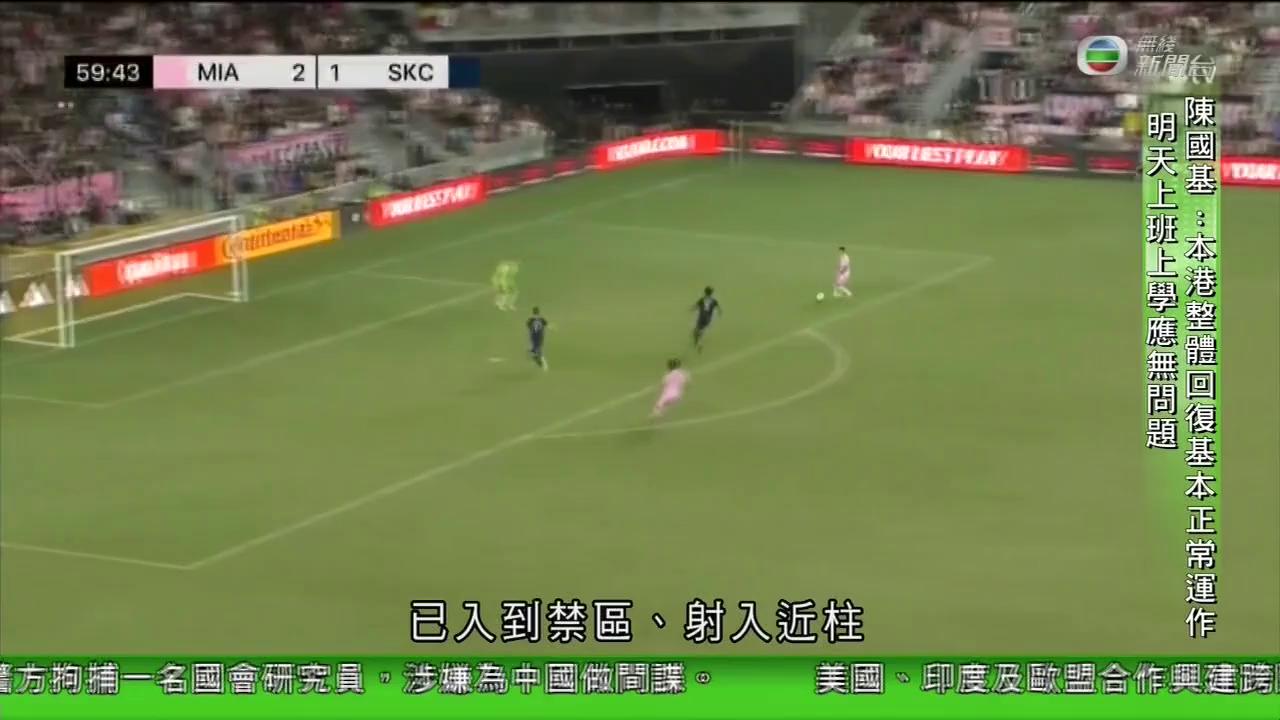 59:43 MIA 2 1 SKC
無綫
新聞台
陳國基：本港整體回復基本正常運作
明天上班上學應無問題
Continental
已入到禁區、射入近柱
警方拘捕一名國會研究員，涉嫌為中國做間諜。 美國、印度及歐盟合作興建跨